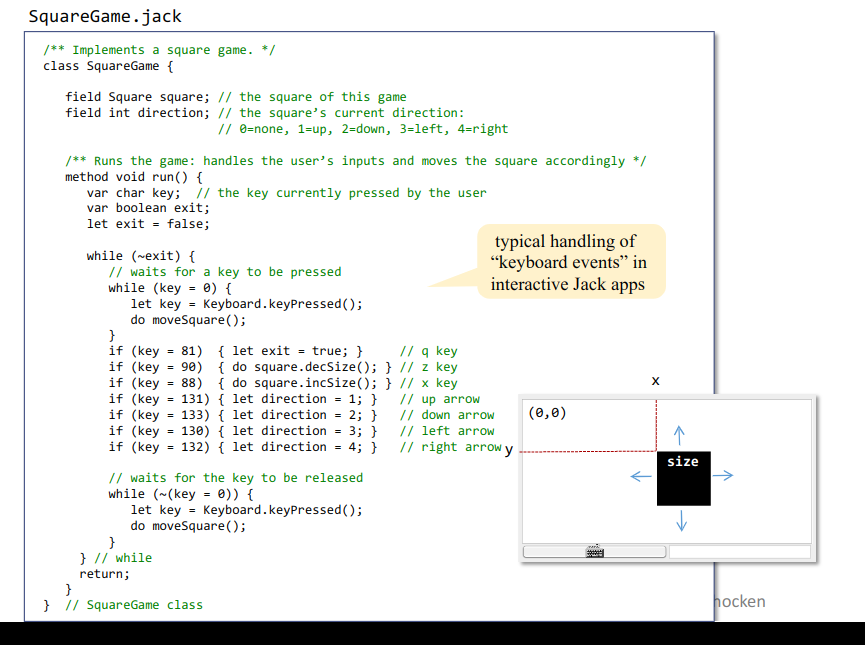 SquareGame.jack
/** Implements a square game. */
class SquareGame {
field Square square; // the square of this game
field int direction; // the square’s current direction:
// 0=none, 1=up, 2=down, 3=left, 4=right
/** Runs the game: handles the user’s inputs and moves the square accordingly */
method void run() {
var char key; // the key currently pressed by the user
var boolean exit;
let exit = false;
while (~exit) {
// waits for a key to be pressed
while (key = 0) {
let key = Keyboard.keyPressed();
do moveSquare();
}
if (key = 81) { let exit = true; } // q key
if (key = 90) { do square.decSize(); } // z key
if (key = 88) { do square.incSize(); } // x key
if (key = 131) { let direction = 1; } // up arrow
if (key = 133) { let direction = 2; } // down arrow
if (key = 130) { let direction = 3; } // left arrow
if (key = 132) { let direction = 4; } // right arrow
// waits for the key to be released
while (~(key = 0)) {
let key = Keyboard.keyPressed();
do moveSquare();
}
} // while
return;
}
} // SquareGame class
typical handling of
“keyboard events” in
interactive Jack apps
x
(0,0)
y
size
hocken